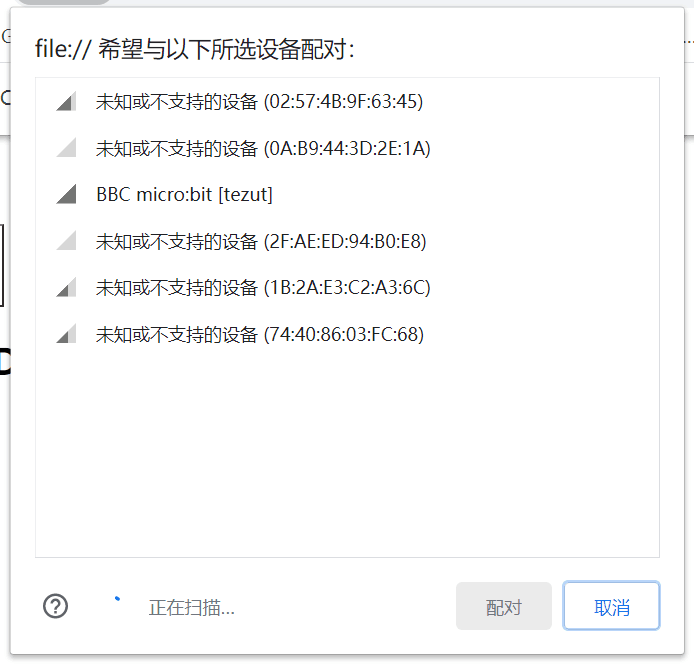 file:// 希望与以下所选设备配对：
未知或不支持的设备 (02:57:4B:9F:63:45)
未知或不支持的设备 (0A:B9:44:3D:2E:1A)
BBC micro:bit [tezut]
未知或不支持的设备 (2F:AE:ED:94:B0:E8)
未知或不支持的设备 (1B:2A:E3:C2:A3:6C)
未知或不支持的设备 (74:40:86:03:FC:68)
正在扫描...
配对
取消